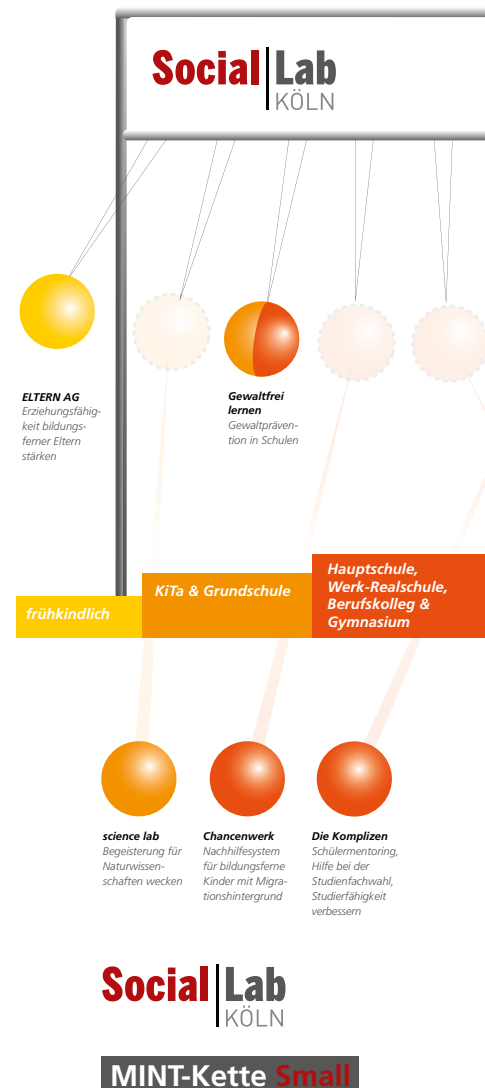 Social Lab
KÖLN
ELTERN AG
Erziehungsfähig-
keit bildungs-
ferner Eltern
stärken
Gewaltfrei
lernen
Gewaltpräven-
tion in Schulen
frühkindlich
KiTa & Grundschule
Hauptschule,
Werk-Realschule,
Berufskolleg &
Gymnasium
science lab
Begeisterung für
Naturwissen-
schaften wecken
Chancenwerk
Nachhilfesystem
für bildungsferne
Kinder mit Migra-
tionshintergrund
Die Komplizen
Schülermentoring,
Hilfe bei der
Studienfachwahl,
Studierfähigkeit
verbessern
Social Lab
KÖLN
MINT-Kette Small